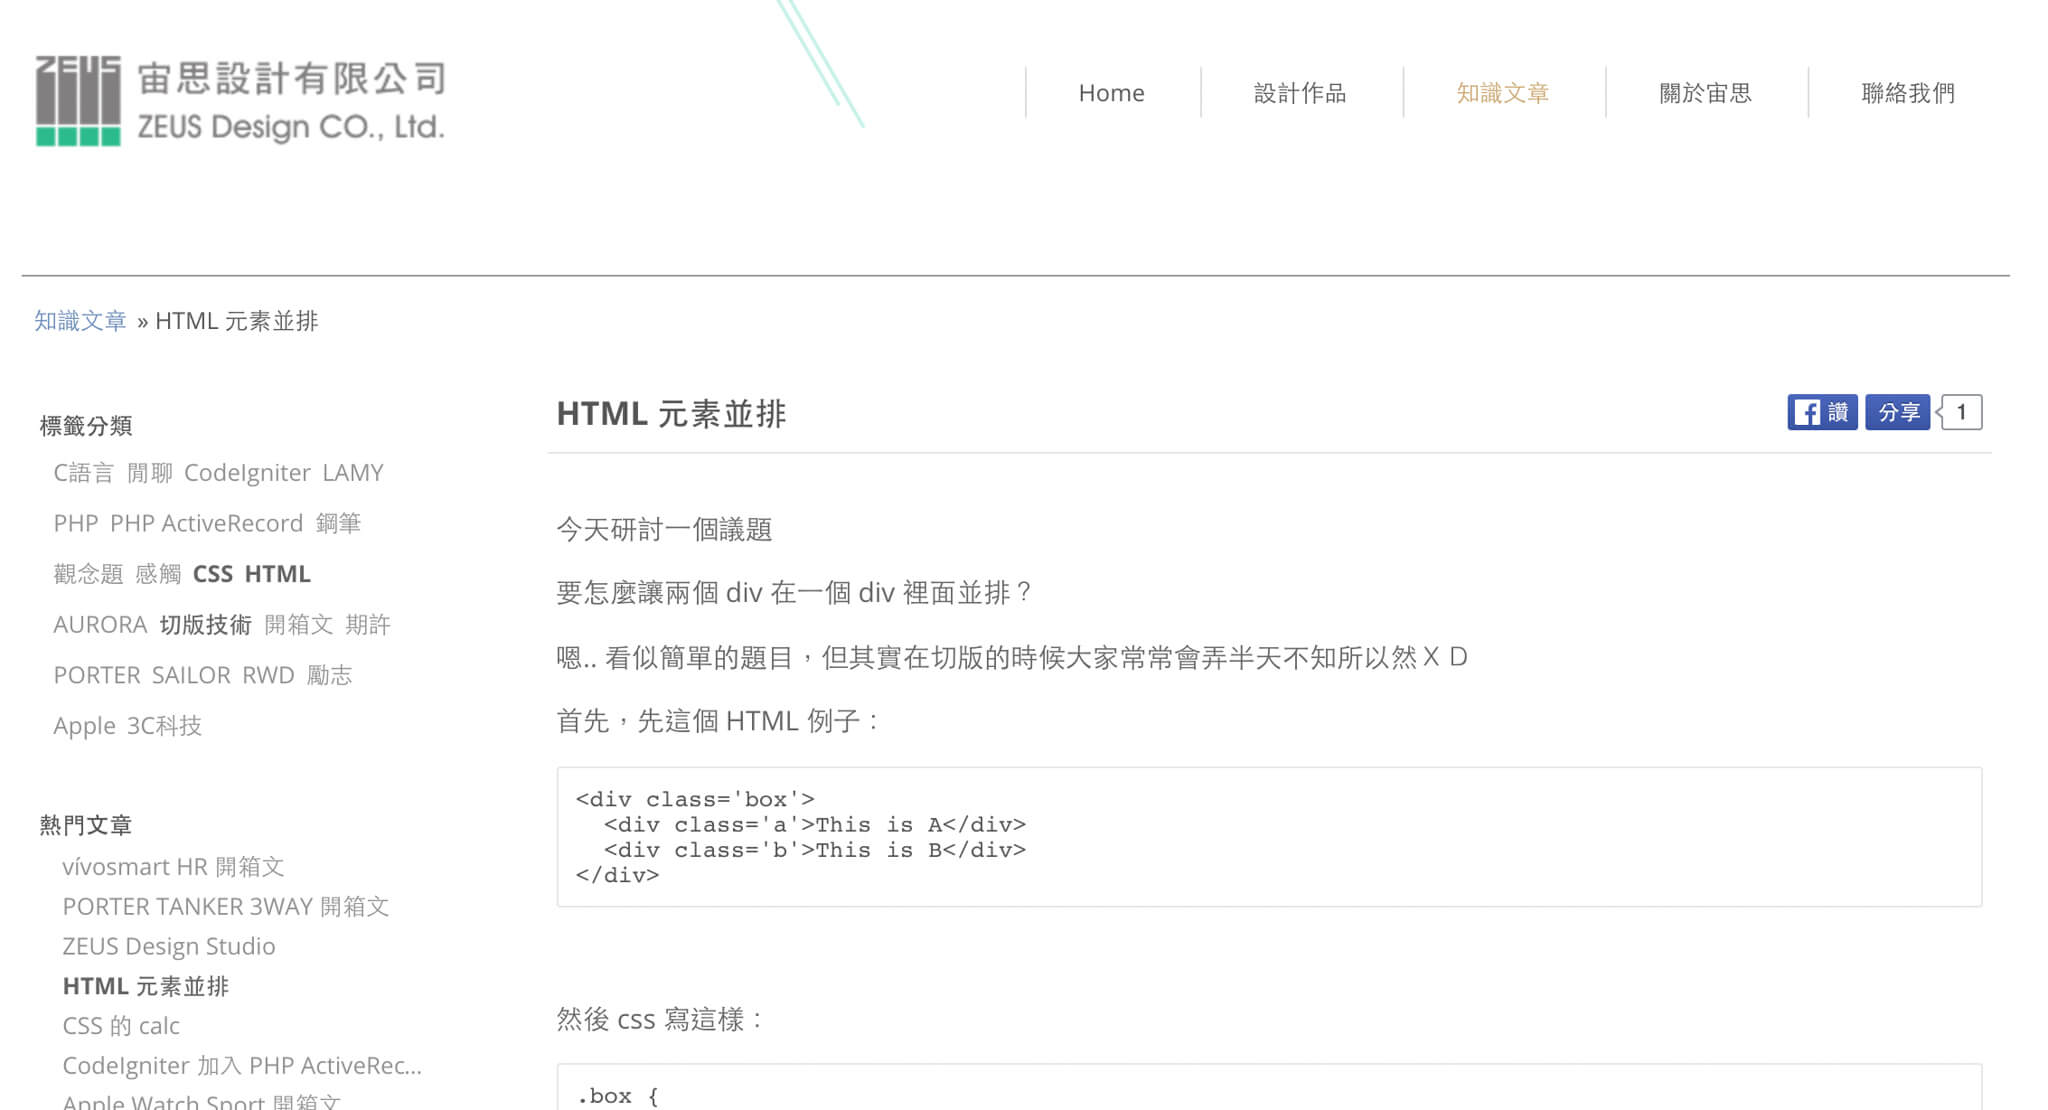 ZEUS
宙思設計有限公司
ZEUS Design CO., Ltd.
Home
設計作品
知識文章
關於宙思
聯絡我們
知識文章 » HTML 元素並排
標籤分類
C語言 閒聊 CodeIgniter LAMY
PHP PHP ActiveRecord 鋼筆
觀念題 感觸 CSS HTML
AURORA 切版技術 開箱文 期許
PORTER SAILOR RWD 勵志
Apple 3C科技
熱門文章
vívosmart HR 開箱文
PORTER TANKER 3WAY 開箱文
ZEUS Design Studio
HTML 元素並排
CSS 的 calc
CodeIgniter 加入 PHP ActiveRec...
Apple Watch Sport 開箱文
HTML 元素並排
讚 分享 1
今天研討一個議題
要怎麼讓兩個 div 在一個 div 裡面並排？
嗯.. 看似簡單的題目，但其實在切版的時候大家常常會弄半天不知所以然ＸＤ
首先，先這個 HTML 例子：
<div class='box'>
  <div class='a'>This is A</div>
  <div class='b'>This is B</div>
</div>
然後 css 寫這樣：
.box {